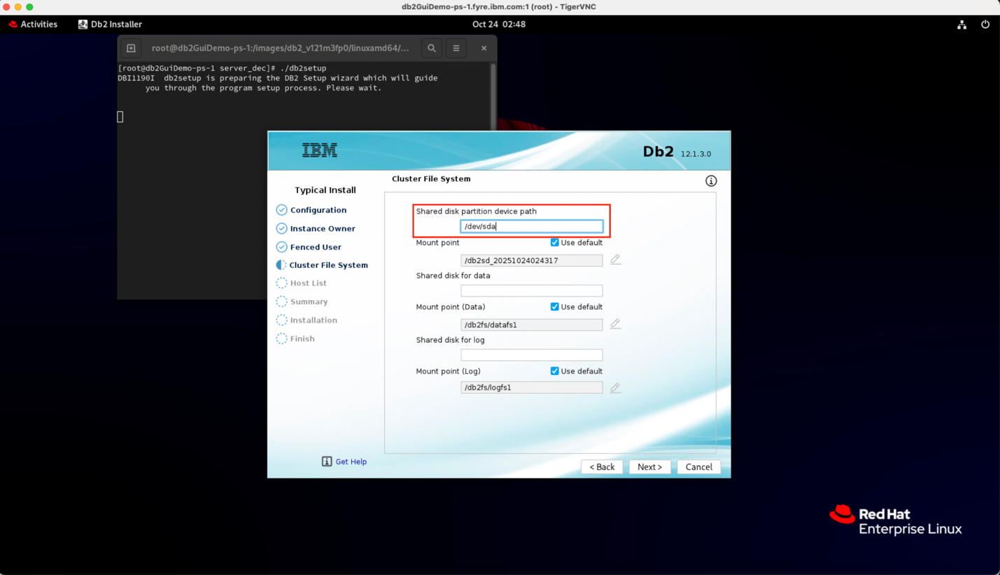 db2GuiDemo-ps-1.fyre.ibm.com:1 (root) - TigerVNC
Activities
Db2 Installer
Oct 24 02:48
root@db2GuiDemo-ps-1:/images/db2_v121m3fp0/linuxamd64/...
[root@db2GuiDemo-ps-1 server_dec]# ./db2setup
DBI1190I  db2setup is preparing the DB2 Setup wizard which will guide
you through the program setup process. Please wait.
IBM
Db2 12.1.3.0
Typical Install
Configuration
Instance Owner
Fenced User
Cluster File System
Host List
Summary
Installation
Finish
Get Help
Cluster File System
Shared disk partition device path
/dev/sda
Mount point
Use default
/db2sd_20251024024317
Shared disk for data
Mount point (Data)
Use default
/db2fs/datafs1
Shared disk for log
Mount point (Log)
Use default
/db2fs/logfs1
< Back
Next >
Cancel
Red Hat
Enterprise Linux